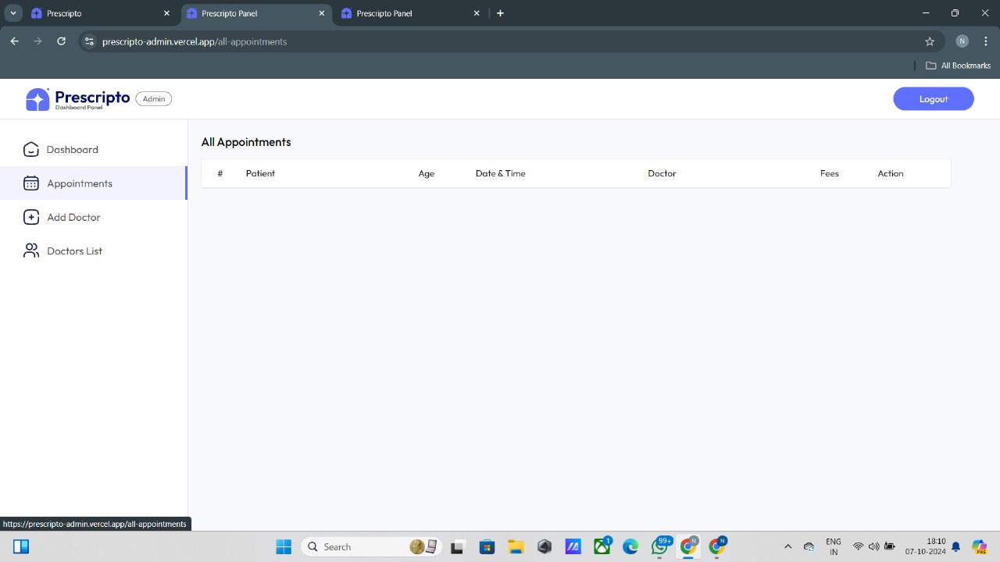 Prescripto
Prescripto Panel
Prescripto Panel
prescripto-admin.vercel.app/all-appointments
N
All Bookmarks
Prescripto
Dashboard Panel
Admin
Logout
Dashboard
Appointments
Add Doctor
Doctors List
All Appointments
# Patient Age Date & Time Doctor Fees Action
https://prescripto-admin.vercel.app/all-appointments
Search
1
99+
N
N
ENG
IN
18:10
07-10-2024
PRE